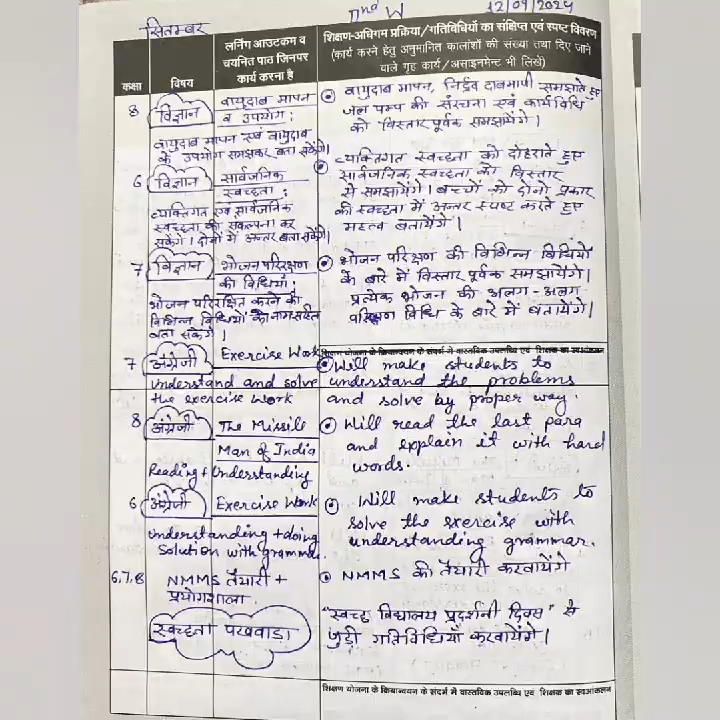 सितम्बर
IInd W
12/09/2024
कक्षा
विषय
लर्निंग आउटकम व
चयनित पाठ जिनपर
कार्य करना है
शिक्षण-अधिगम प्रक्रिया/गतिविधियों का संक्षिप्त एवं स्पष्ट विवरण
(कार्य करने हेतु अनुमानित कालांशों की संख्या तथा दिए जाने
वाले गृह कार्य/असाइनमेन्ट भी लिखें)
8 विज्ञान
वायुदाब मापन
व उपयोग:
वायुदाब मापन एवं वायुदाब
के उपयोग समझकर बता सकेंगे।
वायुदाब मापन, निर्द्रव दाबमापी समझाते हुए
जल पम्प की संरचना एवं कार्यविधि
को विस्तार पूर्वक समझायेंगे।
6 विज्ञान
सार्वजनिक
स्वच्छता:
व्यक्तिगत एवं सार्वजनिक
स्वच्छता की संकल्पना कर
सकेंगे। दोनों में अन्तर बता सकेंगे।
व्यक्तिगत स्वच्छता को दोहराते हुए
सार्वजनिक स्वच्छता को विस्तार
से समझायेंगे। बच्चों को दोनो प्रकार
की स्वच्छता में अन्तर स्पष्ट करते हुए
महत्व बतायेंगे।
7 विज्ञान
भोजन परिरक्षण
की विधियाँ:
भोजन परिरक्षित करने की
विभिन्न विधियों के नाम सहित
बता सकेंगे।
भोजन परिरक्षण की विभिन्न विधियों
के बारे में विस्तार पूर्वक समझायेंगे।
प्रत्येक भोजन की अलग-अलग
परिरक्षण विधि के बारे में बतायेंगे।
शिक्षण योजना के क्रियान्वयन के संदर्भ में वास्तविक उपलब्धि एवं शिक्षक का स्वआकलन
7 अंग्रेजी
Exercise Work
understand and solve
the exercise work
Will make students to
understand the problems
and solve by proper way.
8 अंग्रेजी
The Missile
Man of India
Reading + Understanding
Will read the last para
and explain it with hard
words.
6 अंग्रेजी
Exercise Work
understanding + doing
solution with grammar.
Will make students to
solve the exercise with
understanding grammar.
6,7,8
NMMS तैयारी +
प्रयोगशाला
NMMS की तैयारी करवायेंगे
स्वच्छता पखवाड़ा
"स्वच्छ विद्यालय प्रदर्शनी दिवस" से
जुड़ी गतिविधियाँ करवायेंगे।
शिक्षण योजना के क्रियान्वयन के संदर्भ में वास्तविक उपलब्धि एवं शिक्षक का स्वआकलन